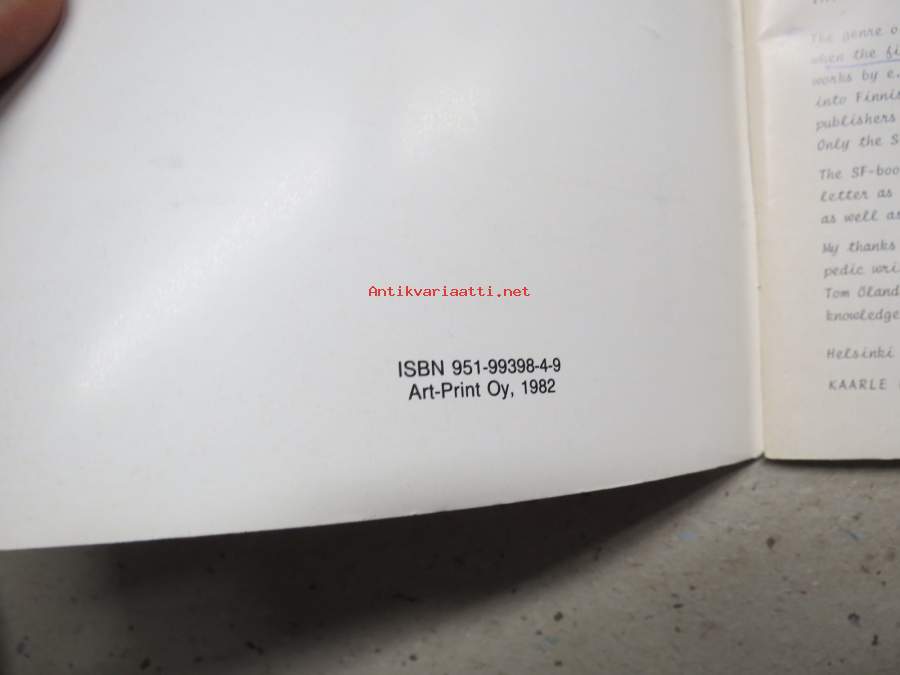 Antikvariaatti.net
ISBN 951-99398-4-9
Art-Print Oy, 1982
The genre o
when the fi
works by e.
into Finnis
publishers
Only the S
The SF-boo
letter as
as well as
My thanks
pedic wri
Tom Öland
knowledge
Helsinki
KAARLE